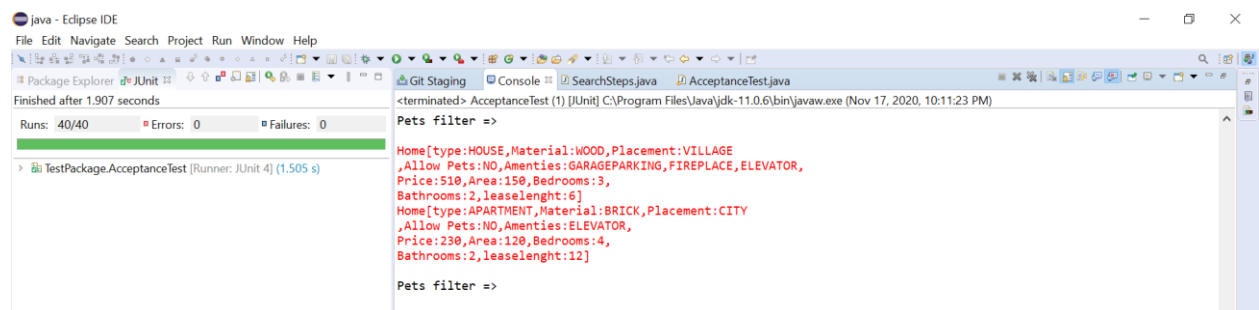 java - Eclipse IDE
File Edit Navigate Search Project Run Window Help
Package Explorer JUnit
Git Staging Console SearchSteps.java AcceptanceTest.java
Finished after 1.907 seconds
<terminated> AcceptanceTest (1) [JUnit] C:\Program Files\Java\jdk-11.0.6\bin\javaw.exe (Nov 17, 2020, 10:11:23 PM)
Runs: 40/40 Errors: 0 Failures: 0
TestPackage.AcceptanceTest [Runner: JUnit 4] (1.505 s)
Pets filter =>
Home[type:HOUSE,Material:WOOD,Placement:VILLAGE
,Allow Pets:NO,Amenties:GARAGEPARKING,FIREPLACE,ELEVATOR,
Price:510,Area:150,Bedrooms:3,
Bathrooms:2,leaselenght:6]
Home[type:APARTMENT,Material:BRICK,Placement:CITY
,Allow Pets:NO,Amenties:ELEVATOR,
Price:230,Area:120,Bedrooms:4,
Bathrooms:2,leaselenght:12]
Pets filter =>